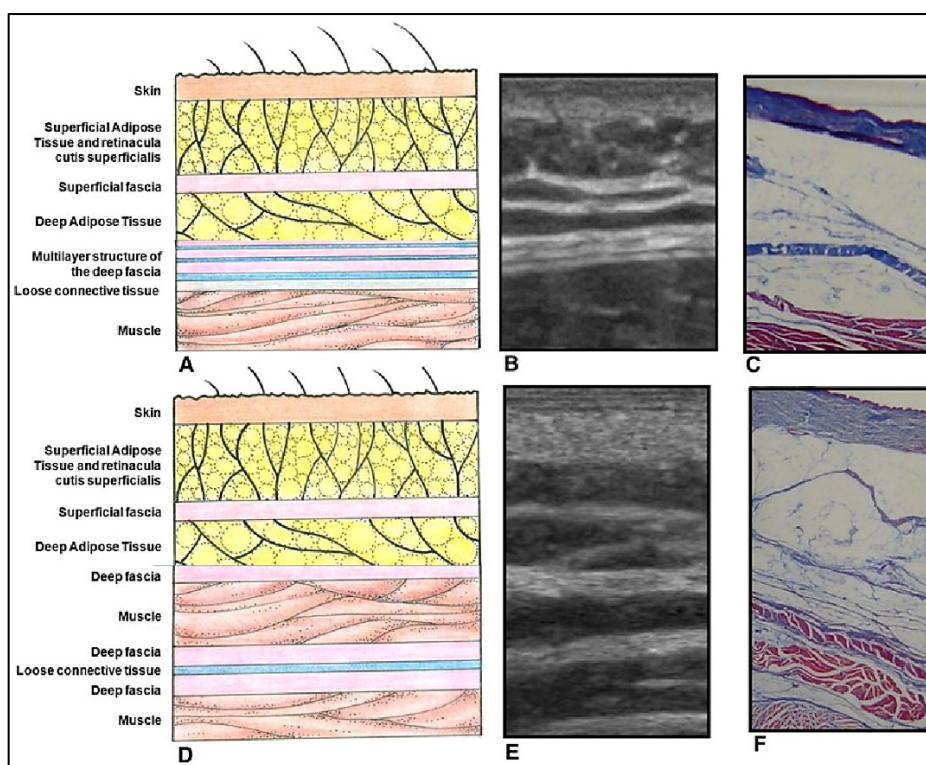 Skin
Superficial Adipose
Tissue and retinacula
cutis superficialis
Superficial fascia
Deep Adipose Tissue
Multilayer structure of
the deep fascia
Loose connective tissue
Muscle
A
B
C
Skin
Superficial Adipose
Tissue and retinacula
cutis superficialis
Superficial fascia
Deep Adipose Tissue
Deep fascia
Muscle
Deep fascia
Loose connective tissue
Deep fascia
Muscle
D
E
F